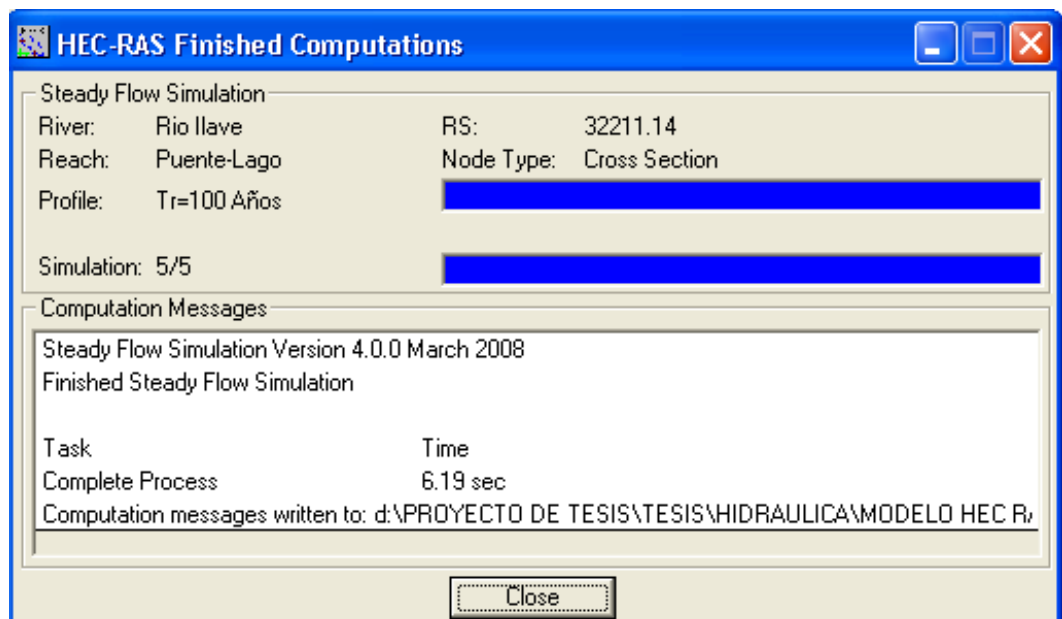 HEC-RAS Finished Computations
Steady Flow Simulation
River: Rio Ilave RS: 32211.14
Reach: Puente-Lago Node Type: Cross Section
Profile: Tr=100 Años
Simulation: 5/5
Computation Messages
Steady Flow Simulation Version 4.0.0 March 2008
Finished Steady Flow Simulation
Task Time
Complete Process 6.19 sec
Computation messages written to: d:\PROYECTO DE TESIS\TESIS\HIDRAULICA\MODELO HEC R
Close